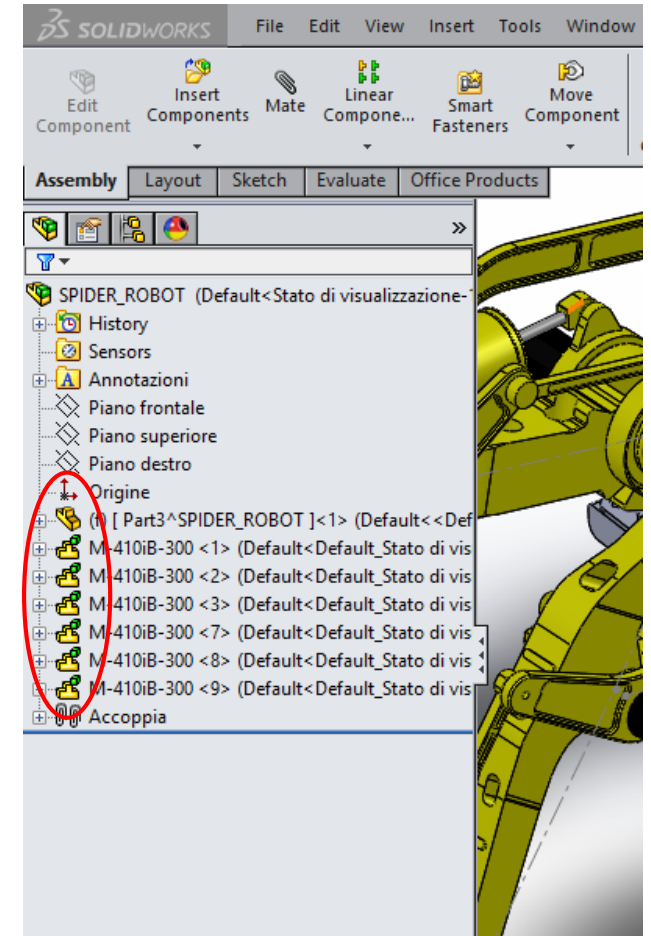 SOLIDWORKS File Edit View Insert Tools Window
Edit Component
Insert Components
Mate
Linear Compone...
Smart Fasteners
Move Component
Assembly Layout Sketch Evaluate Office Products
»
SPIDER_ROBOT (Default<Stato di visualizzazione-
History
Sensors
A Annotazioni
Piano frontale
Piano superiore
Piano destro
Origine
(f) [ Part3^SPIDER_ROBOT ]<1> (Default<<Def
M-410iB-300 <1> (Default<Default_Stato di vis
M-410iB-300 <2> (Default<Default_Stato di vis
M-410iB-300 <3> (Default<Default_Stato di vis
M-410iB-300 <7> (Default<Default_Stato di vis
M-410iB-300 <8> (Default<Default_Stato di vis
M-410iB-300 <9> (Default<Default_Stato di vis
Accoppia